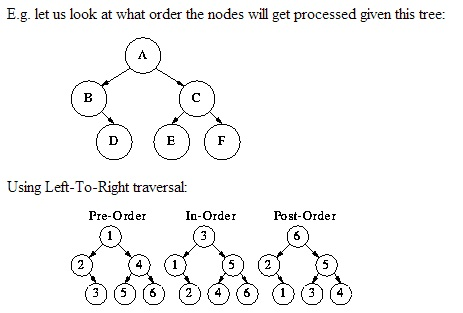 E.g. let us look at what order the nodes will get processed given this tree:
A
B C
D E F
Using Left-To-Right traversal:
Pre-Order In-Order Post-Order
1 3 6
2 4 1 5 2 5
3 5 6 2 4 6 1 3 4